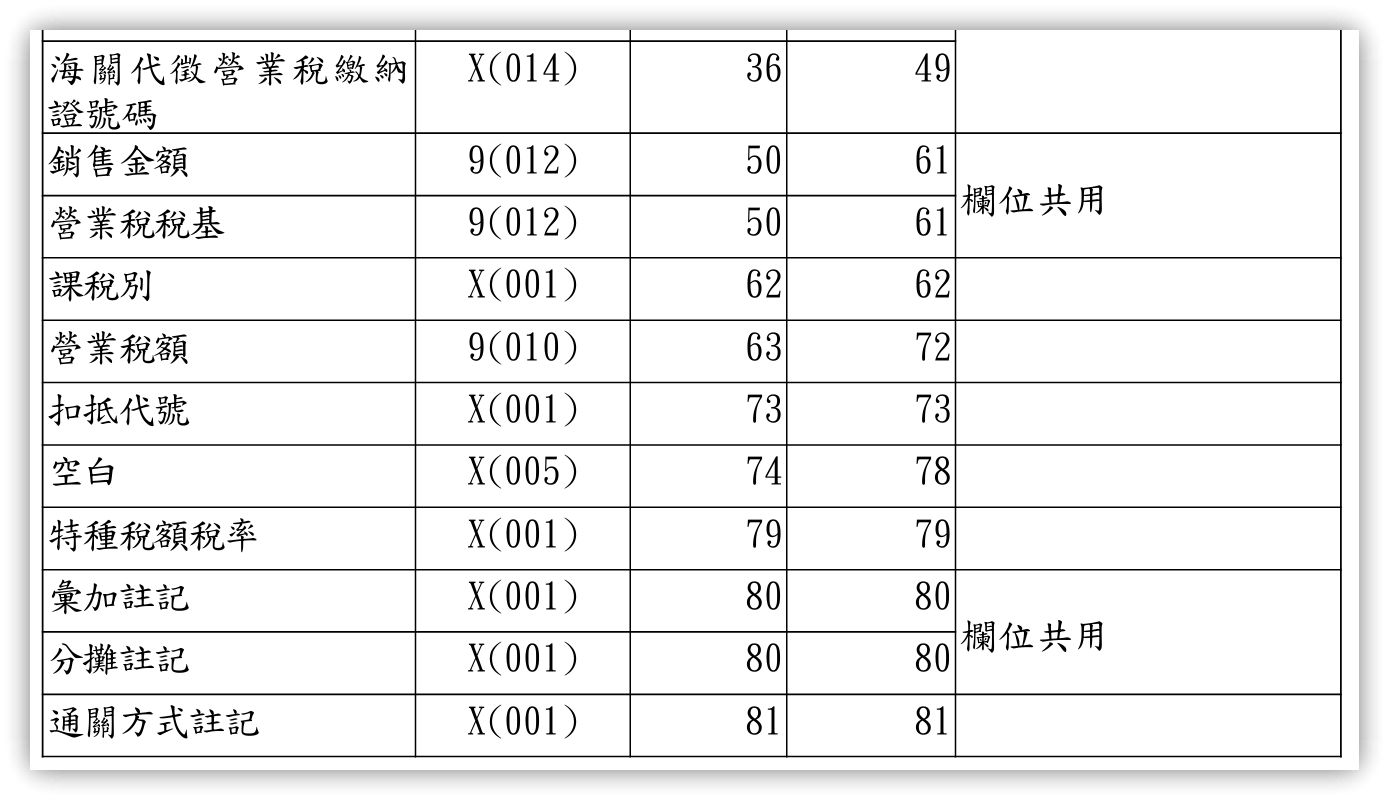 海關代徵營業稅繳納 X(014) 36 49
證號碼
銷售金額 9(012) 50 61
欄位共用
營業稅稅基 9(012) 50 61
課稅別 X(001) 62 62
營業稅額 9(010) 63 72
扣抵代號 X(001) 73 73
空白 X(005) 74 78
特種稅額稅率 X(001) 79 79
彙加註記 X(001) 80 80
欄位共用
分攤註記 X(001) 80 80
通關方式註記 X(001) 81 81